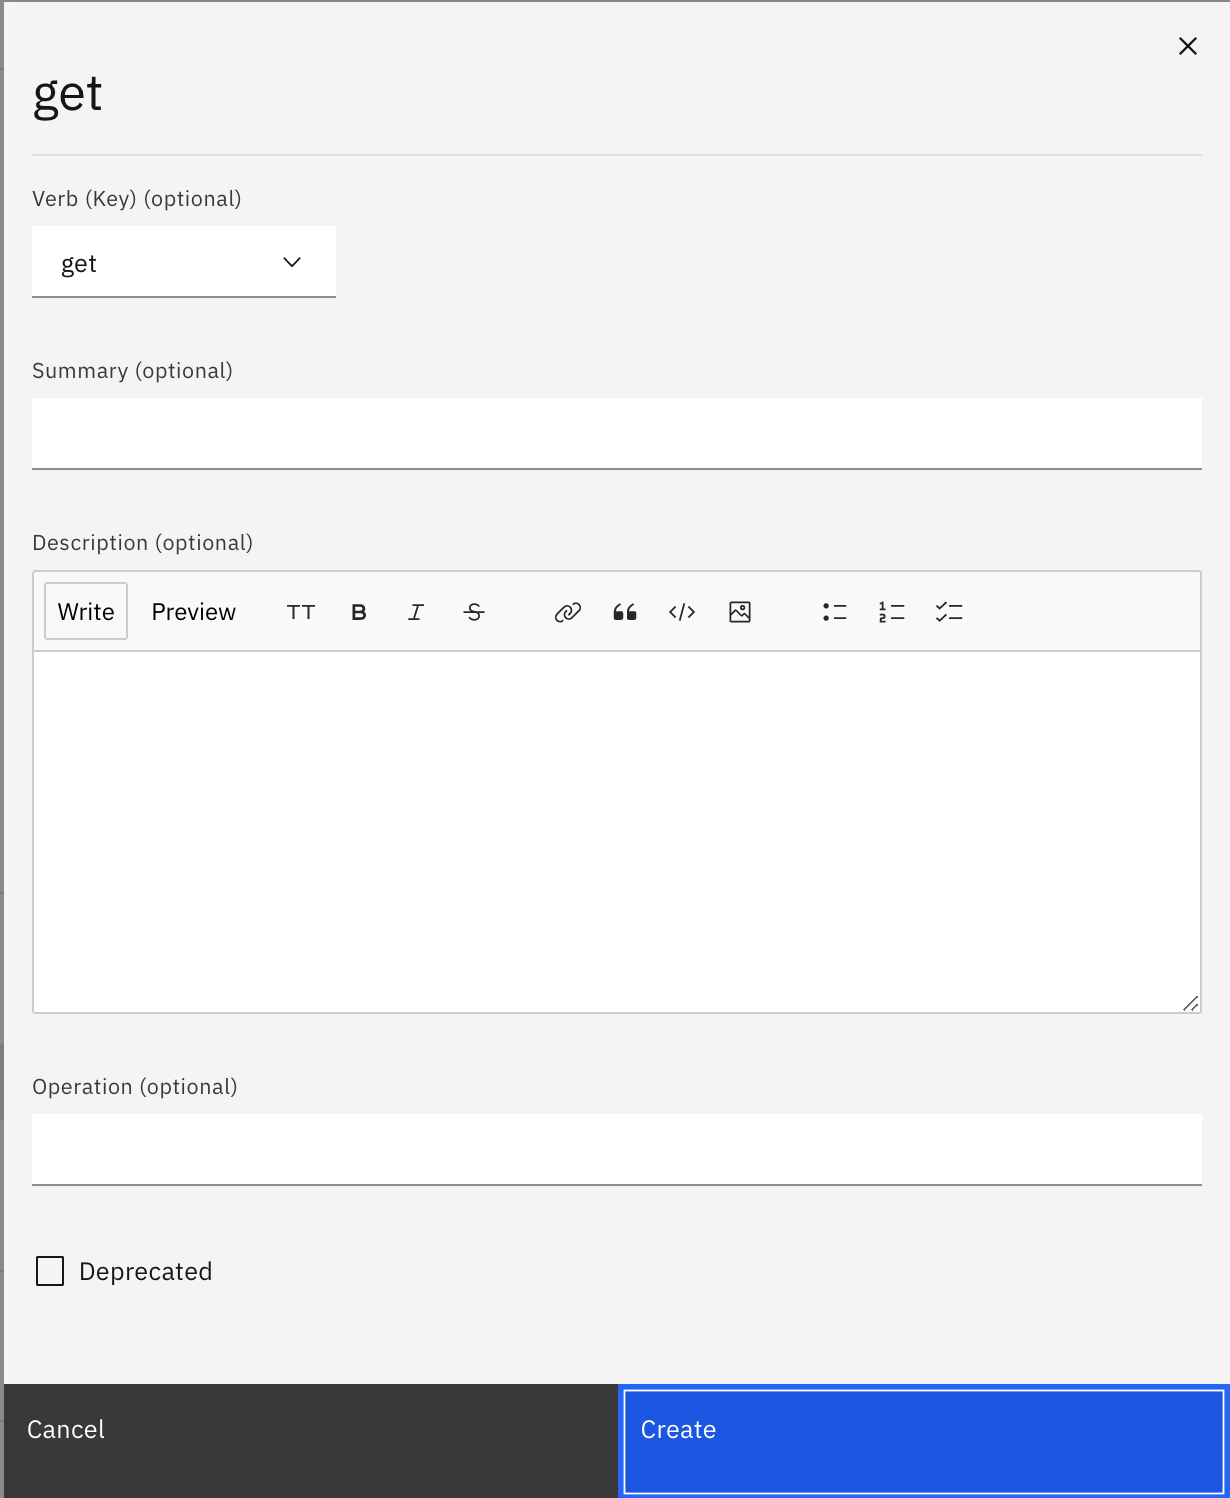 get
Verb (Key) (optional)
get
Summary (optional)
Description (optional)
Write Preview TT B I S
Operation (optional)
Deprecated
Cancel Create